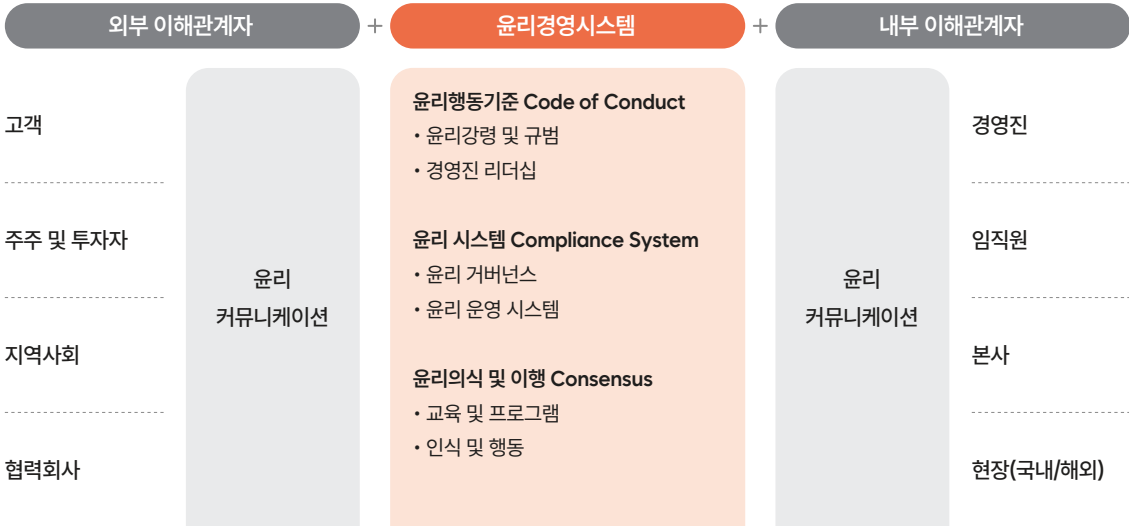 외부 이해관계자 + 윤리경영시스템 + 내부 이해관계자
고객
주주 및 투자자
지역사회
협력회사
윤리
커뮤니케이션
윤리행동기준 Code of Conduct
• 윤리강령 및 규범
• 경영진 리더십
윤리 시스템 Compliance System
• 윤리 거버넌스
• 윤리 운영 시스템
윤리의식 및 이행 Consensus
• 교육 및 프로그램
• 인식 및 행동
윤리
커뮤니케이션
경영진
임직원
본사
현장(국내/해외)